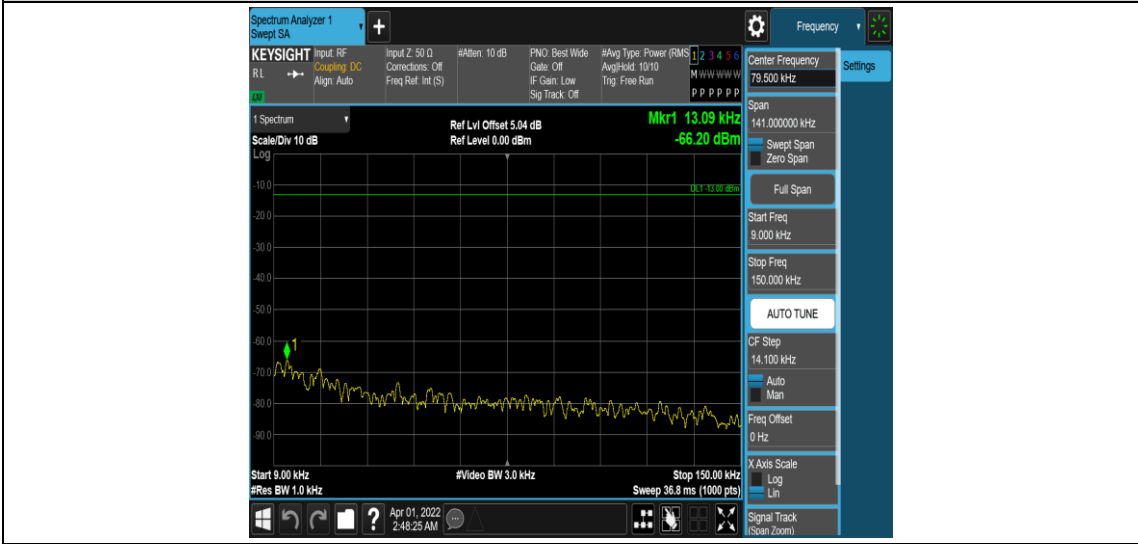 Spectrum Analyzer 1
Swept SA
+
Frequency
KEYSIGHT
RL
Input: RF
Coupling: DC
Align: Auto
Input Z: 50 Ω
Corrections: Off
Freq Ref: Int (S)
#Atten: 10 dB
PNO: Best Wide
Gate: Off
IF Gain: Low
Sig Track: Off
#Avg Type: Power (RMS
Avg|Hold: 10/10
Trig: Free Run
1 2 3 4 5 6
M W W W W W
P P P P P P
1 Spectrum
Scale/Div 10 dB
Log
Ref Lvl Offset 5.04 dB
Ref Level 0.00 dBm
Mkr1 13.09 kHz
-66.20 dBm
DL1 -13.00 dBm
-10.0
-20.0
-30.0
-40.0
-50.0
-60.0
1
-70.0
-80.0
-90.0
Start 9.00 kHz
#Res BW 1.0 kHz
#Video BW 3.0 kHz
Stop 150.00 kHz
Sweep 36.8 ms (1000 pts)
?
Apr 01, 2022
2:48:25 AM
Center Frequency
79.500 kHz
Settings
Span
141.000000 kHz
Swept Span
Zero Span
Full Span
Start Freq
9.000 kHz
Stop Freq
150.000 kHz
AUTO TUNE
CF Step
14.100 kHz
Auto
Man
Freq Offset
0 Hz
X Axis Scale
Log
Lin
Signal Track
(Span Zoom)